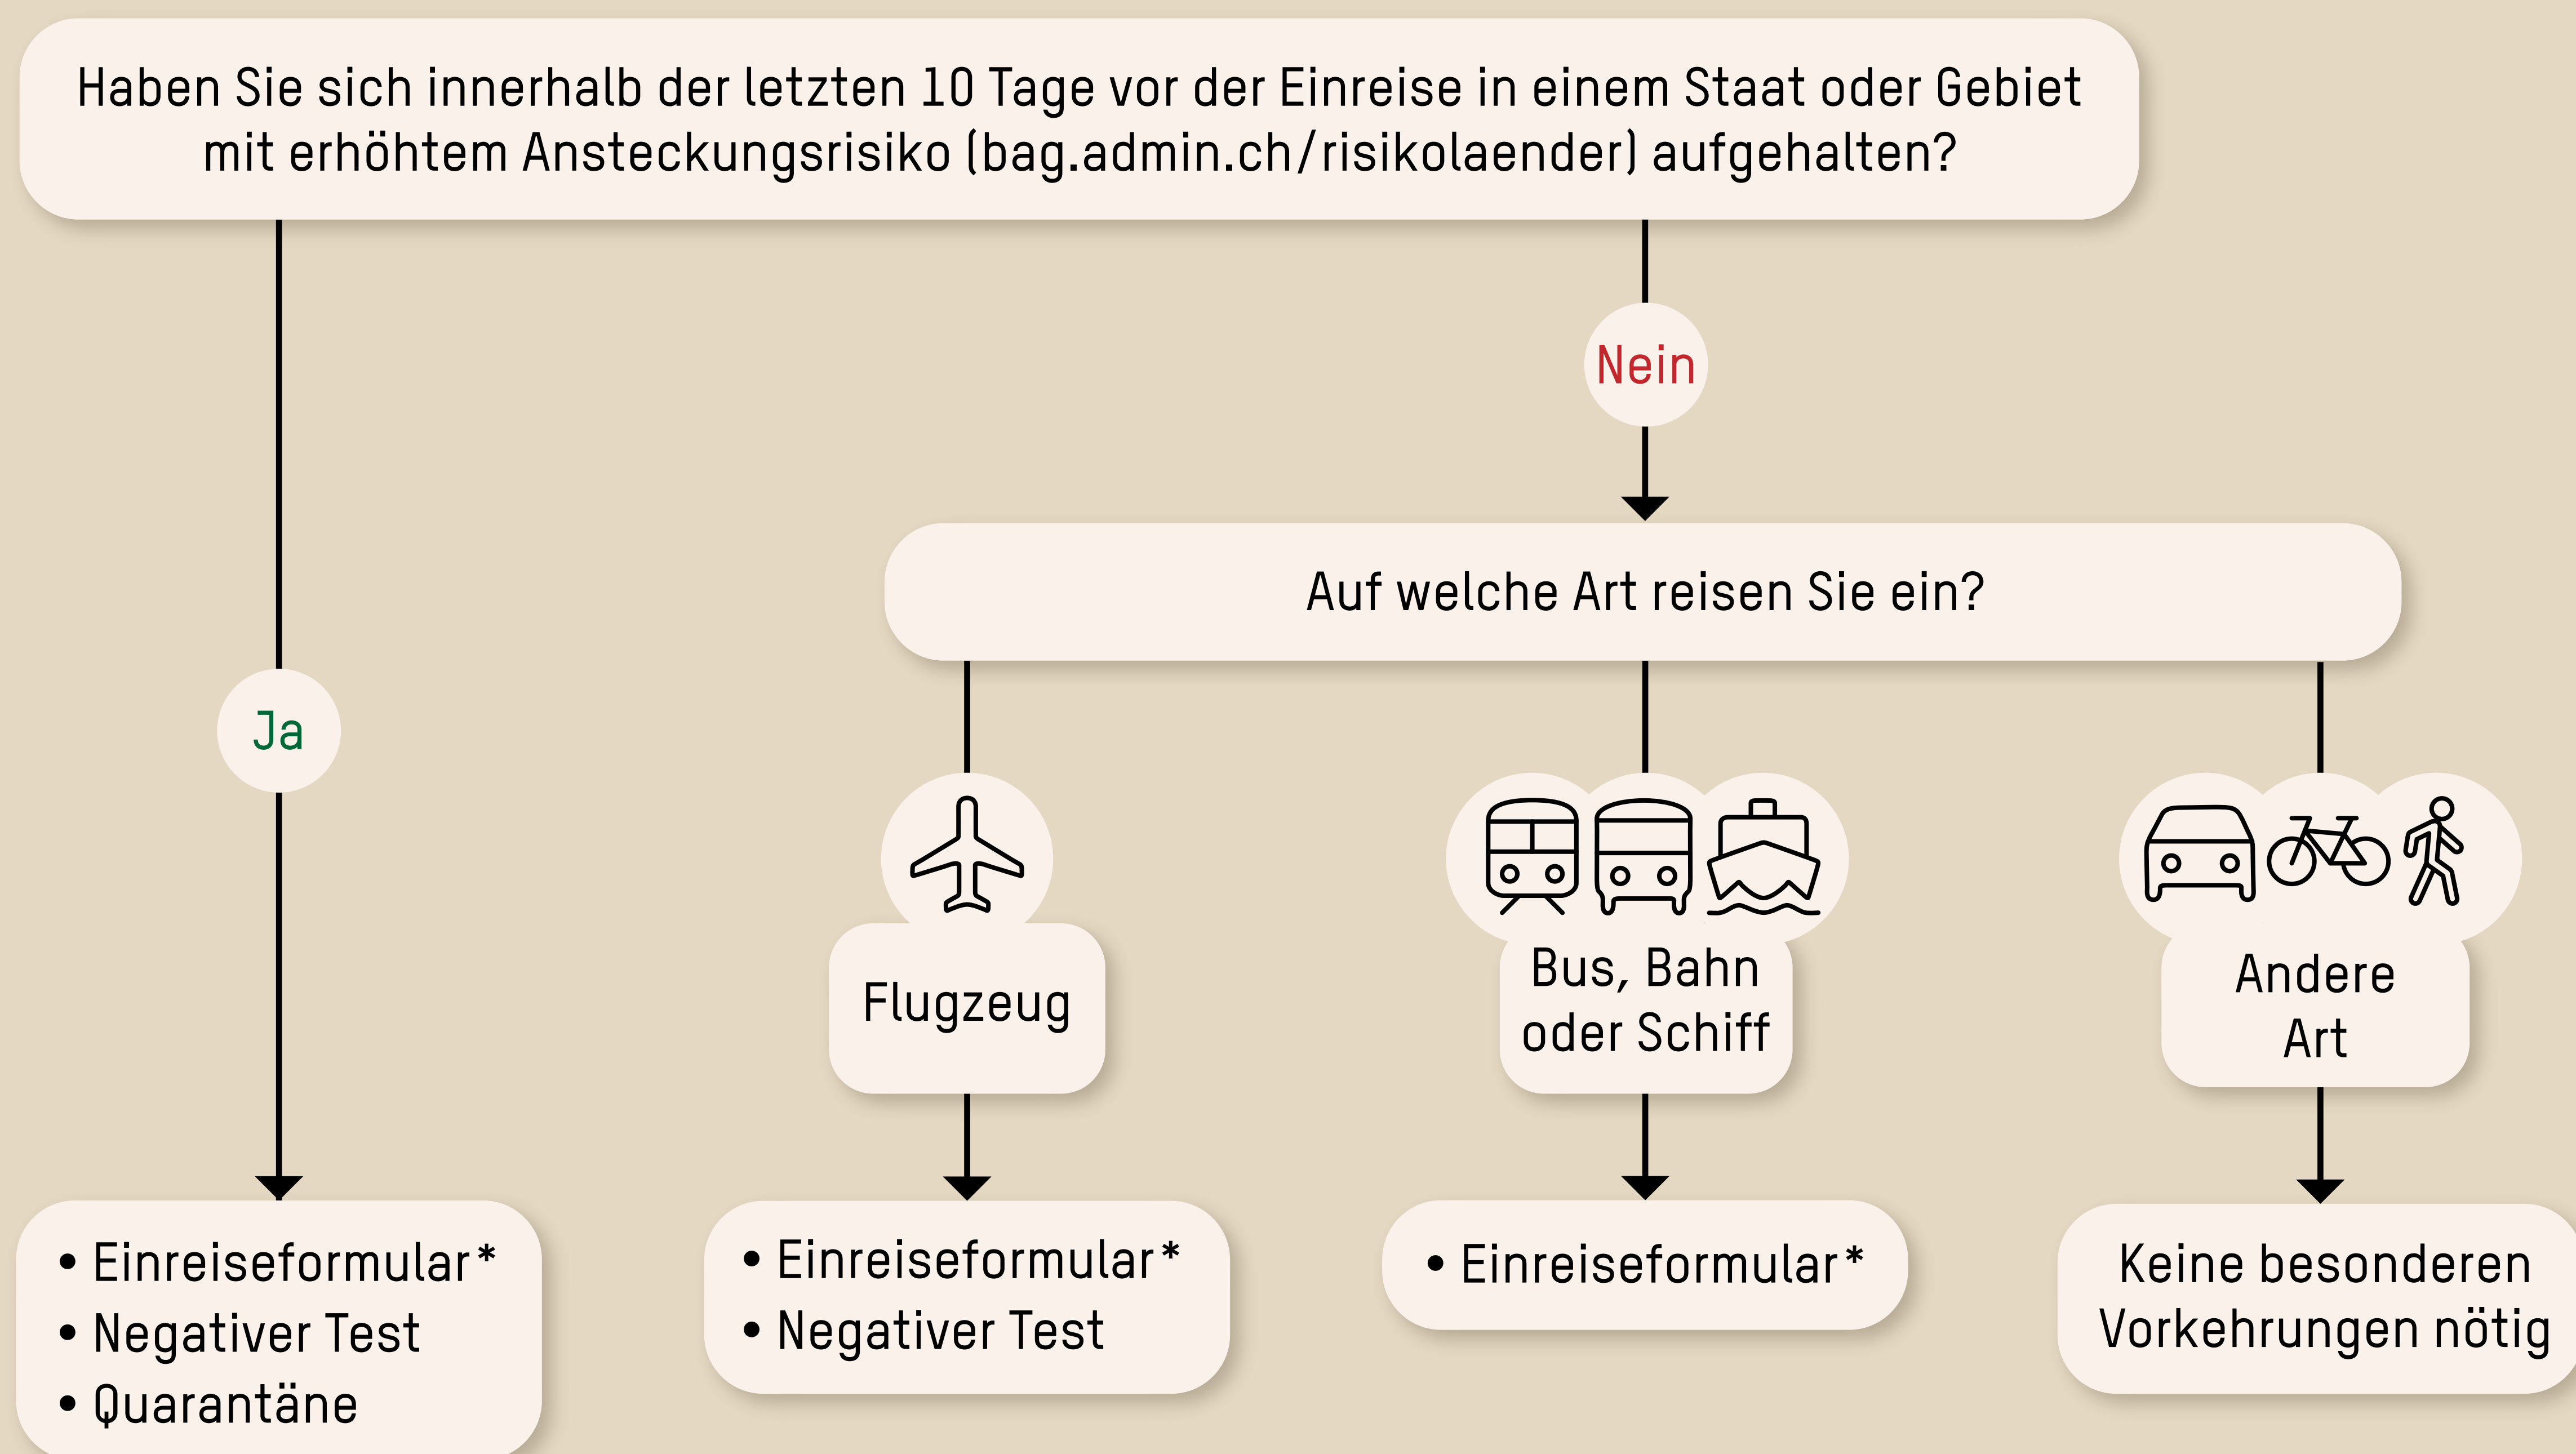 Haben Sie sich innerhalb der letzten 10 Tage vor der Einreise in einem Staat oder Gebiet
mit erhöhtem Ansteckungsrisiko (bag.admin.ch/risikolaender) aufgehalten?
Nein
Auf welche Art reisen Sie ein?
Ja
Flugzeug
Bus, Bahn
oder Schiff
Andere
Art
• Einreiseformular*
• Negativer Test
• Quarantäne
• Einreiseformular*
• Negativer Test
• Einreiseformular*
Keine besonderen
Vorkehrungen nötig